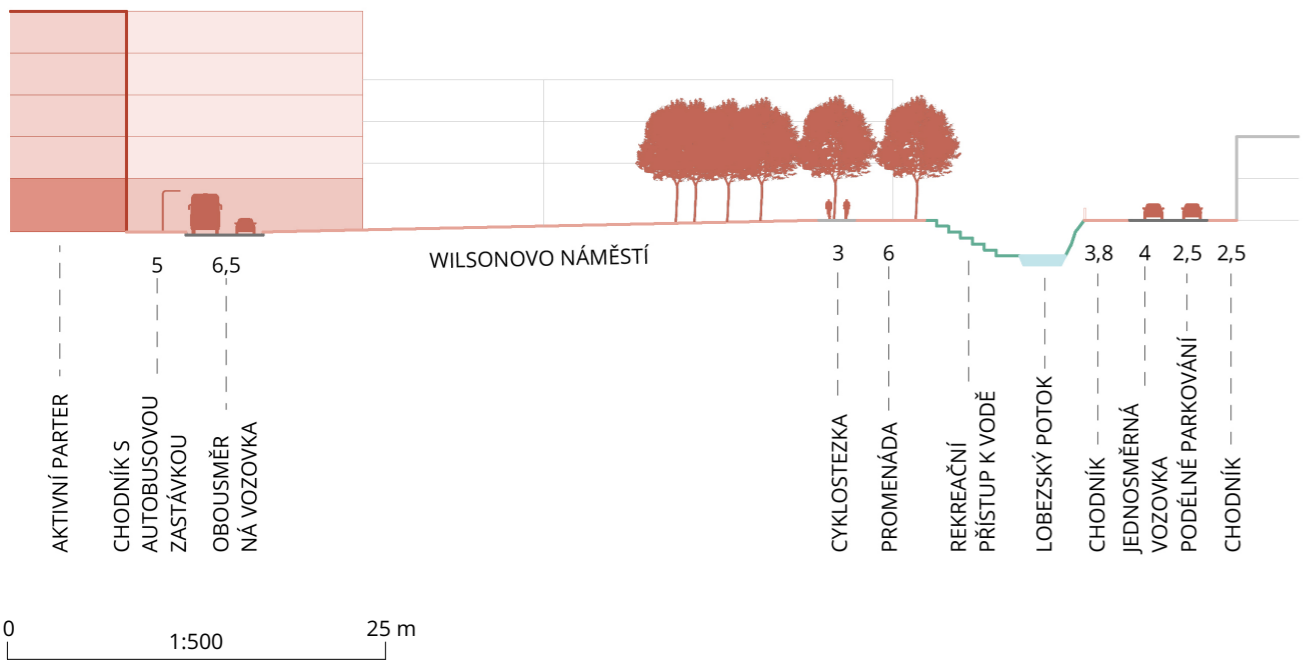 WILSONOVO NÁMĚSTÍ
5
6,5
3
6
3,8
4
2,5
2,5
AKTIVNÍ PARTER
CHODNÍK S
AUTOBUSOVOU
ZASTÁVKOU
OBOUSMĚR
NÁ VOZOVKA
CYKLOSTEZKA
PROMENÁDA
REKREAČNÍ
PŘÍSTUP K VODĚ
LOBEZSKÝ POTOK
CHODNÍK
JEDNOSMĚRNÁ
VOZOVKA
PODÉLNÉ PARKOVÁNÍ
CHODNÍK
0
1:500
25 m